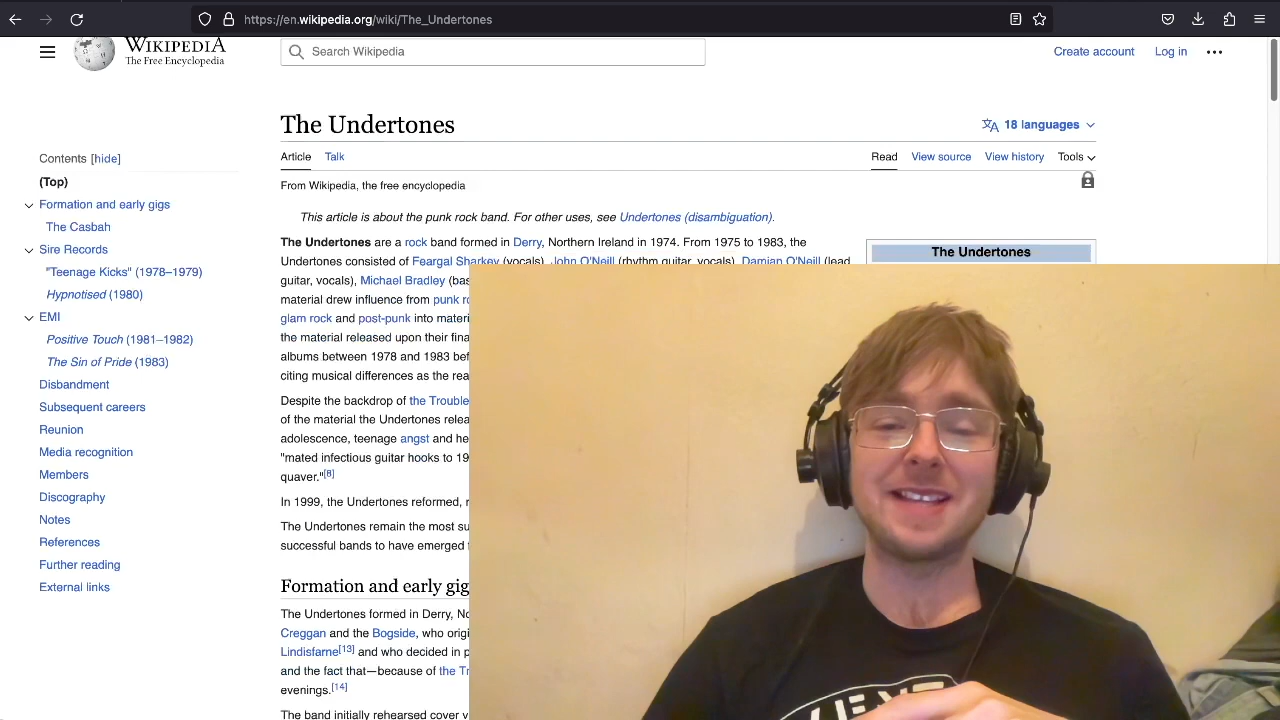 https://en.wikipedia.org/wiki/The_Undertones
WIKIPEDIA
The Free Encyclopedia
Search Wikipedia
Create account
Log in
The Undertones
18 languages
Article
Talk
Read
View source
View history
Tools
From Wikipedia, the free encyclopedia
This article is about the punk rock band. For other uses, see Undertones (disambiguation).
Contents [hide]
(Top)
Formation and early gigs
The Casbah
Sire Records
"Teenage Kicks" (1978–1979)
Hypnotised (1980)
EMI
Positive Touch (1981–1982)
The Sin of Pride (1983)
Disbandment
Subsequent careers
Reunion
Media recognition
Members
Discography
Notes
References
Further reading
External links
The Undertones are a rock band formed in Derry, Northern Ireland in 1974. From 1975 to 1983, the
Undertones consisted of Feargal Sharkey (vocals), John O'Neill (rhythm guitar, vocals), Damian O'Neill (lead
guitar, vocals), Michael Bradley (bas
material drew influence from punk ro
glam rock and post-punk into materi
the material released upon their fina
albums between 1978 and 1983 bef
citing musical differences as the rea
Despite the backdrop of the Trouble
of the material the Undertones relea
adolescence, teenage angst and he
"mated infectious guitar hooks to 19
quaver."[8]
In 1999, the Undertones reformed, r
The Undertones remain the most su
successful bands to have emerged f
The Undertones
Formation and early gig
The Undertones formed in Derry, No
Creggan and the Bogside, who origi
Lindisfarne[13] and who decided in p
and the fact that—because of the Tr
evenings.[14]
The band initially rehearsed cover v